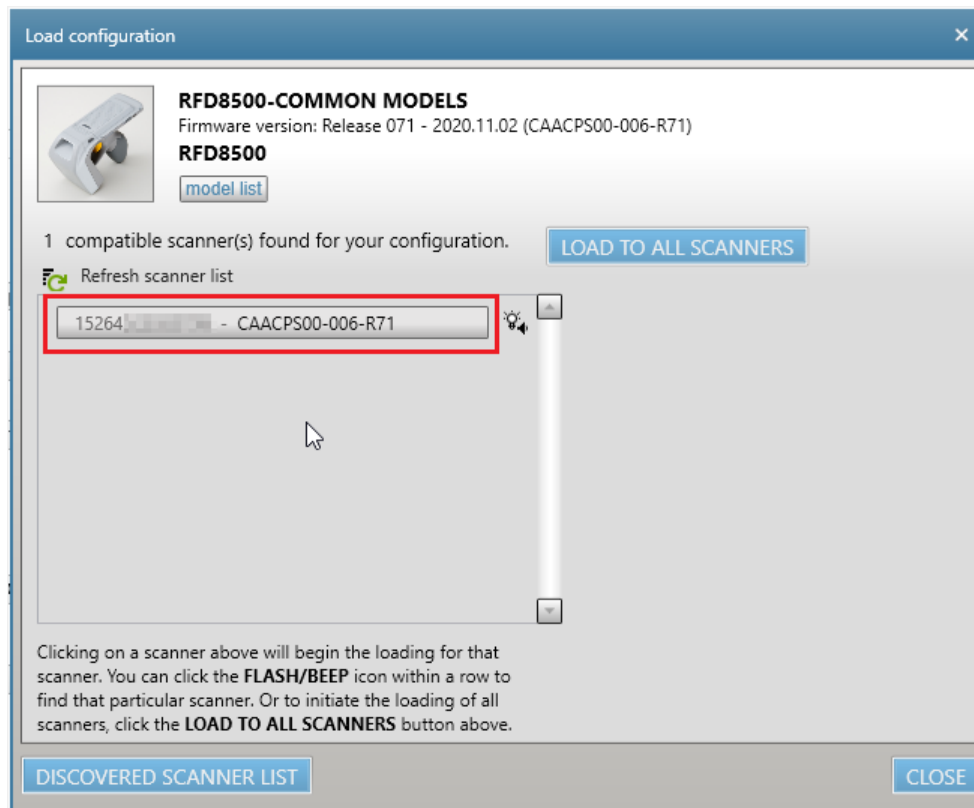 Load configuration
RFD8500-COMMON MODELS
Firmware version: Release 071 - 2020.11.02 (CAACPS00-006-R71)
RFD8500
model list
1 compatible scanner(s) found for your configuration.
LOAD TO ALL SCANNERS
Refresh scanner list
15264 - CAACPS00-006-R71
Clicking on a scanner above will begin the loading for that
scanner. You can click the FLASH/BEEP icon within a row to
find that particular scanner. Or to initiate the loading of all
scanners, click the LOAD TO ALL SCANNERS button above.
DISCOVERED SCANNER LIST
CLOSE